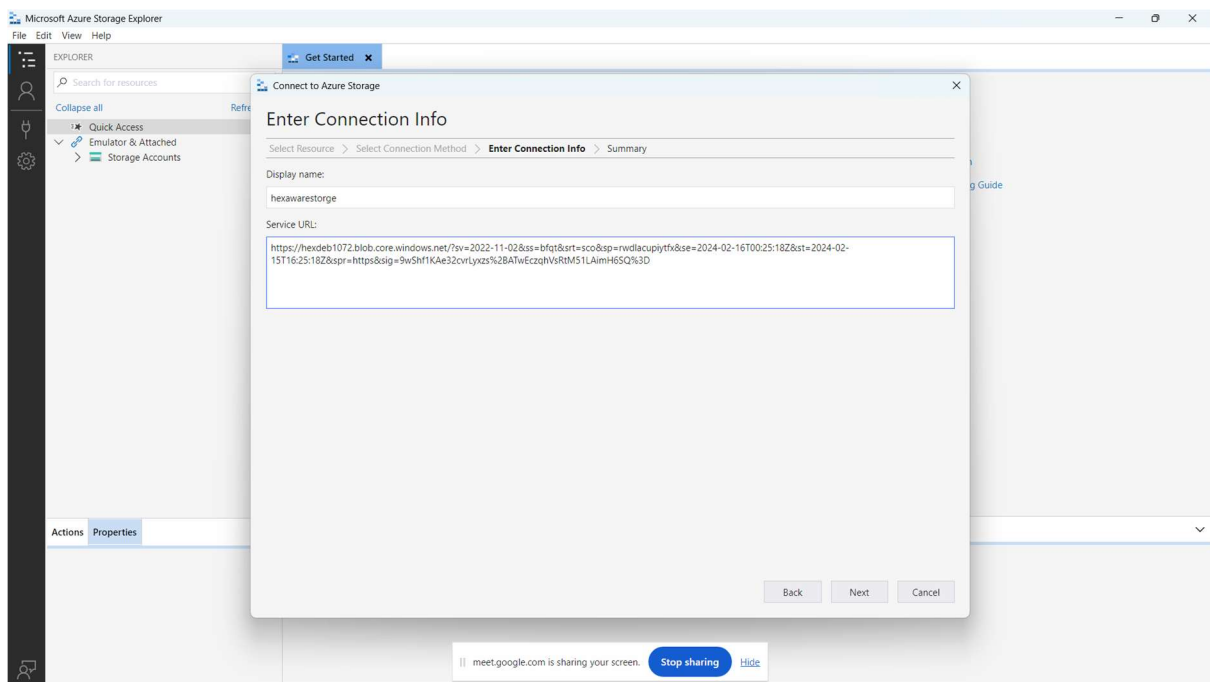 Microsoft Azure Storage Explorer
File Edit View Help
EXPLORER
Get Started
Search for resources
Collapse all
Quick Access
Emulator & Attached
Storage Accounts
Connect to Azure Storage
Enter Connection Info
Select Resource > Select Connection Method > Enter Connection Info > Summary
Display name:
hexawarestorge
Service URL:
https://hexdeb1072.blob.core.windows.net/?sv=2022-11-02&ss=bfqt&srt=sco&sp=rwdlacupiytfx&se=2024-02-16T00:25:18Z&st=2024-02-
15T16:25:18Z&spr=https&sig=9wShf1KAe32cvrLyxzs%2BATwEczqhVsRtM51LAimH6SQ%3D
g Guide
Actions Properties
Back Next Cancel
meet.google.com is sharing your screen. Stop sharing Hide